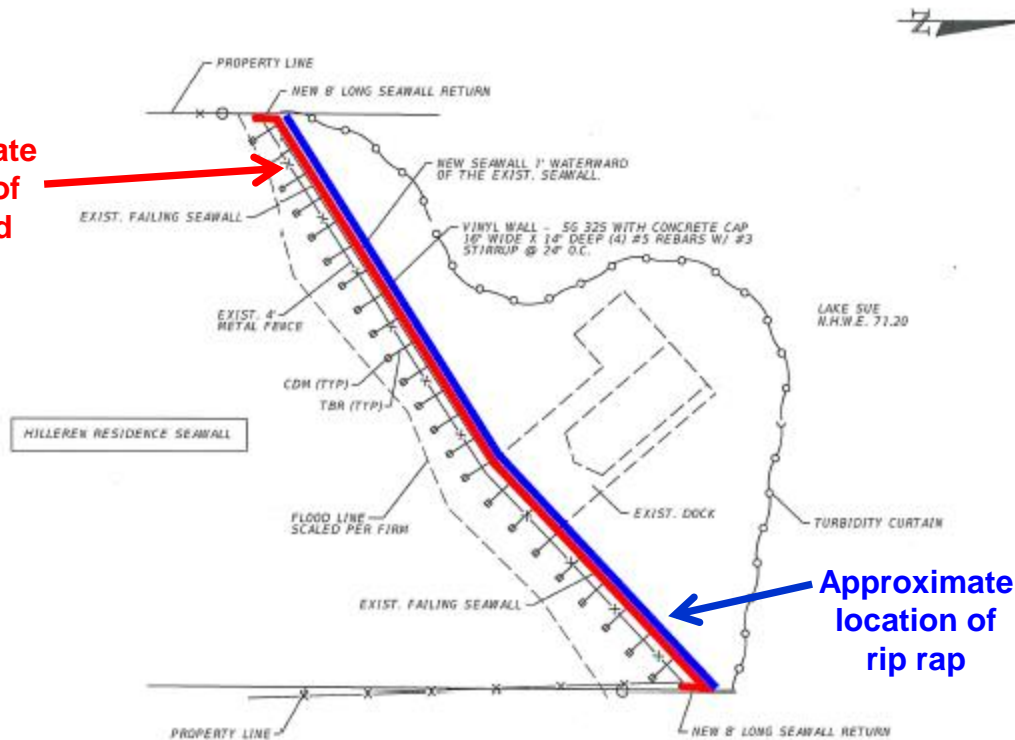 N
PROPERTY LINE
NEW 8' LONG SEAWALL RETURN
ate
of
d
NEW SEAWALL 1' WATERWARD
OF THE EXIST. SEAWALL.
EXIST. FAILING SEAWALL
VINYL WALL - SG 325 WITH CONCRETE CAP
16" WIDE X 14" DEEP (4) #5 REBARS W/ #3
STIRRUP @ 24" O.C.
EXIST. 4'
METAL FENCE
LAKE SUE
N.H.W.E. 71.20
CDM (TYP)
TBR (TYP)
HILLEREN RESIDENCE SEAWALL
FLOOD LINE
SCALED PER FIRM
EXIST. DOCK
TURBIDITY CURTAIN
EXIST. FAILING SEAWALL
Approximate
location of
rip rap
PROPERTY LINE
NEW 8' LONG SEAWALL RETURN